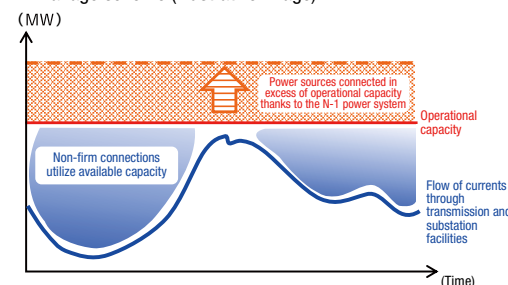 (MW)
Power sources connected in
excess of operational capacity
thanks to the N-1 power system
Operational
capacity
Non-firm connections
utilize available capacity
Flow of currents
through
transmission and
substation
facilities
(Time)